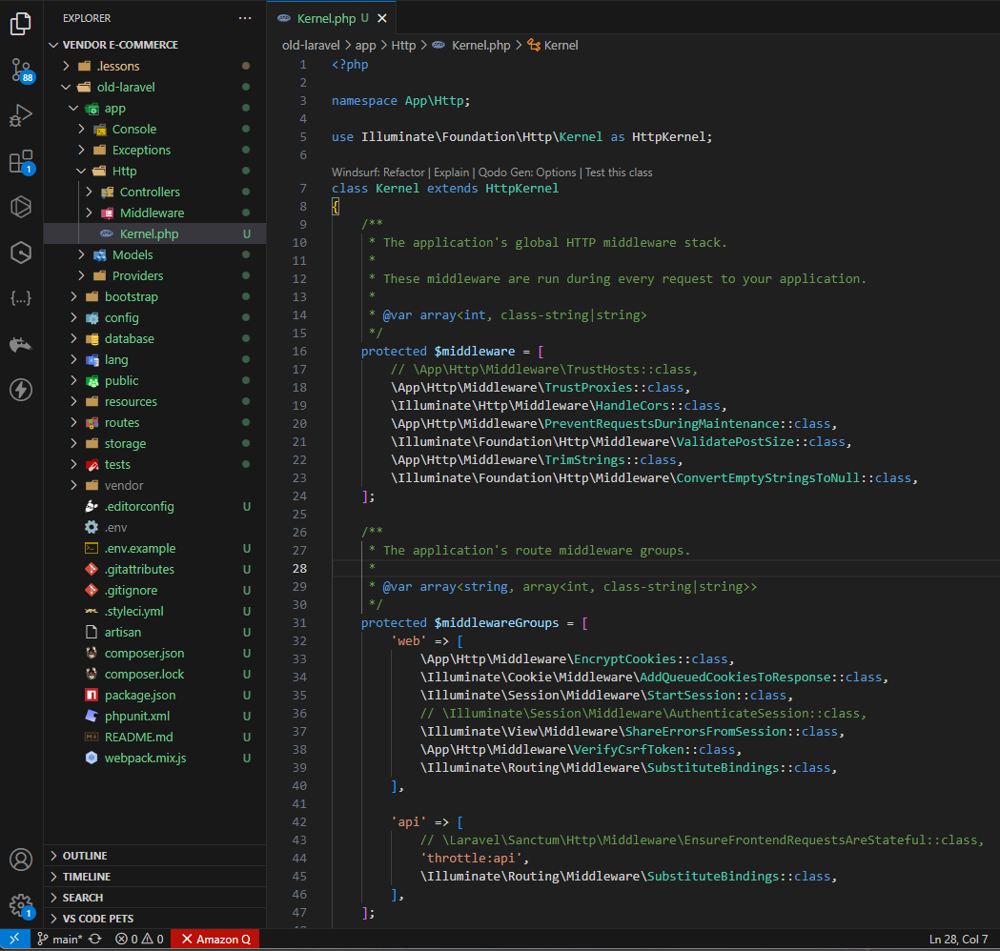 EXPLORER
VENDOR E-COMMERCE
.lessons
old-laravel
app
Console
Exceptions
Http
Controllers
Middleware
Kernel.php U
Models
Providers
bootstrap
config
database
lang
public
resources
routes
storage
tests
vendor
.editorconfig U
.env
.env.example U
.gitattributes U
.gitignore U
.styleci.yml U
artisan U
composer.json U
composer.lock U
package.json U
phpunit.xml U
README.md U
webpack.mix.js U
OUTLINE
TIMELINE
SEARCH
VS CODE PETS
88
1
1
Kernel.php U
old-laravel > app > Http > Kernel.php > Kernel
1 <?php
2
3 namespace App\Http;
4
5 use Illuminate\Foundation\Http\Kernel as HttpKernel;
6
Windsurf: Refactor | Explain | Qodo Gen: Options | Test this class
7 class Kernel extends HttpKernel
8 {
9 /**
10 * The application's global HTTP middleware stack.
11 *
12 * These middleware are run during every request to your application.
13 *
14 * @var array<int, class-string|string>
15 */
16 protected $middleware = [
17 // \App\Http\Middleware\TrustHosts::class,
18 \App\Http\Middleware\TrustProxies::class,
19 \Illuminate\Http\Middleware\HandleCors::class,
20 \App\Http\Middleware\PreventRequestsDuringMaintenance::class,
21 \Illuminate\Foundation\Http\Middleware\ValidatePostSize::class,
22 \App\Http\Middleware\TrimStrings::class,
23 \Illuminate\Foundation\Http\Middleware\ConvertEmptyStringsToNull::class,
24 ];
25
26 /**
27 * The application's route middleware groups.
28 *
29 * @var array<string, array<int, class-string|string>>
30 */
31 protected $middlewareGroups = [
32 'web' => [
33 \App\Http\Middleware\EncryptCookies::class,
34 \Illuminate\Cookie\Middleware\AddQueuedCookiesToResponse::class,
35 \Illuminate\Session\Middleware\StartSession::class,
36 // \Illuminate\Session\Middleware\AuthenticateSession::class,
37 \Illuminate\View\Middleware\ShareErrorsFromSession::class,
38 \App\Http\Middleware\VerifyCsrfToken::class,
39 \Illuminate\Routing\Middleware\SubstituteBindings::class,
40 ],
41
42 'api' => [
43 // \Laravel\Sanctum\Http\Middleware\EnsureFrontendRequestsAreStateful::class,
44 'throttle:api',
45 \Illuminate\Routing\Middleware\SubstituteBindings::class,
46 ],
47 ];
main* 0 0 Amazon Q
Ln 28, Col 7